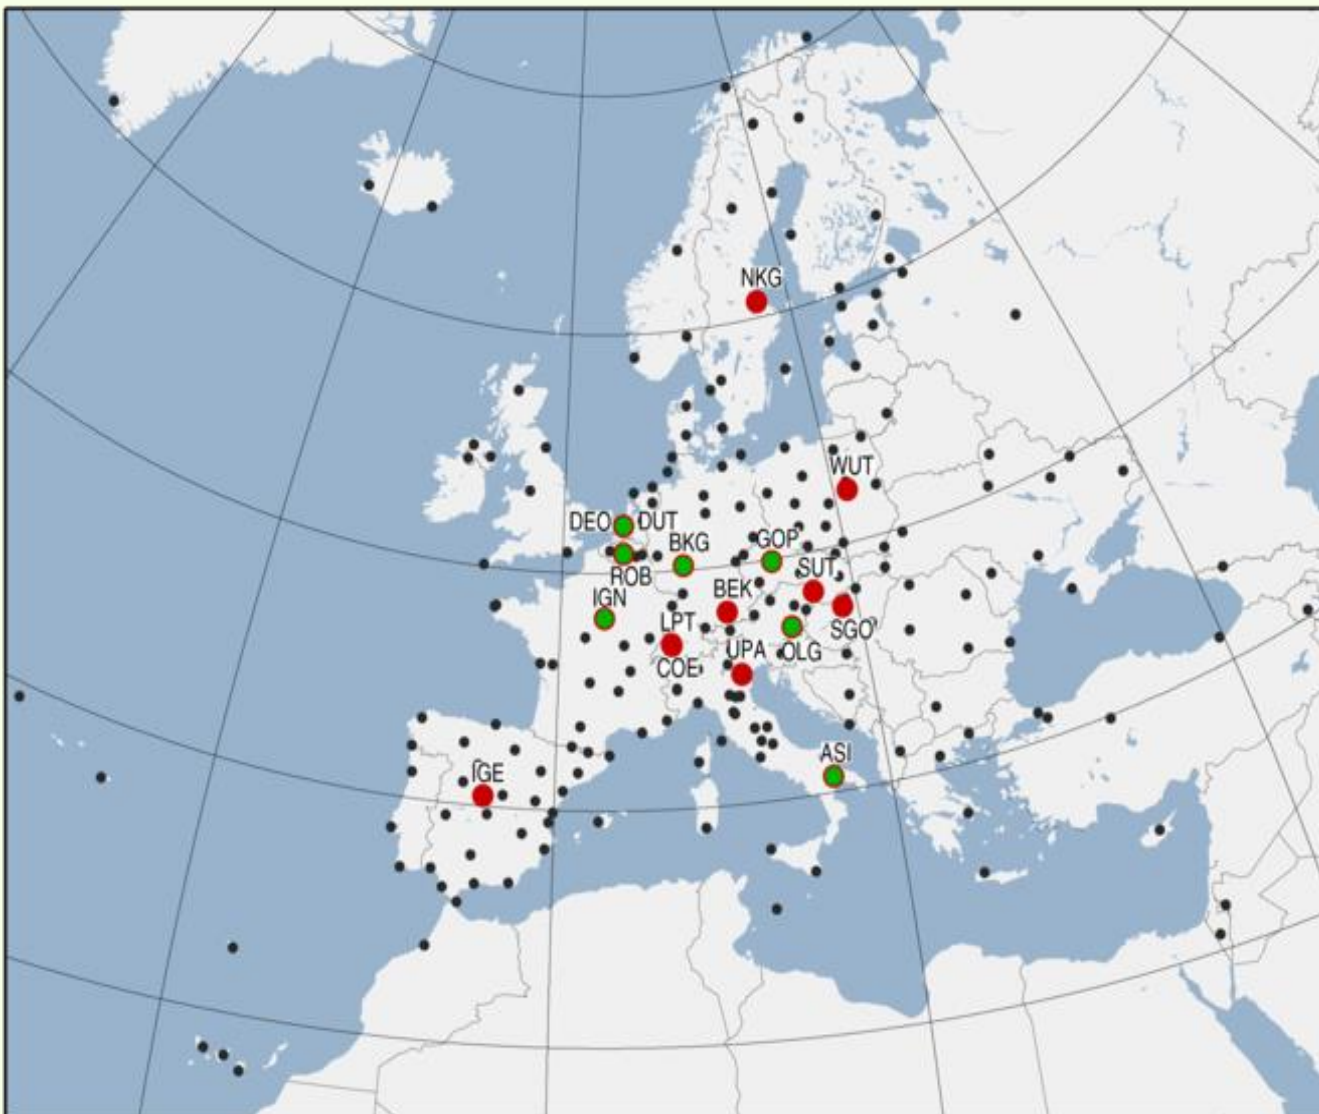 NKG
WUT
DEO DUT
BKG
GOP
ROB
SUT
IGN
BEK
LPT
SGO
UPA
OLG
COE
ASI
IGE